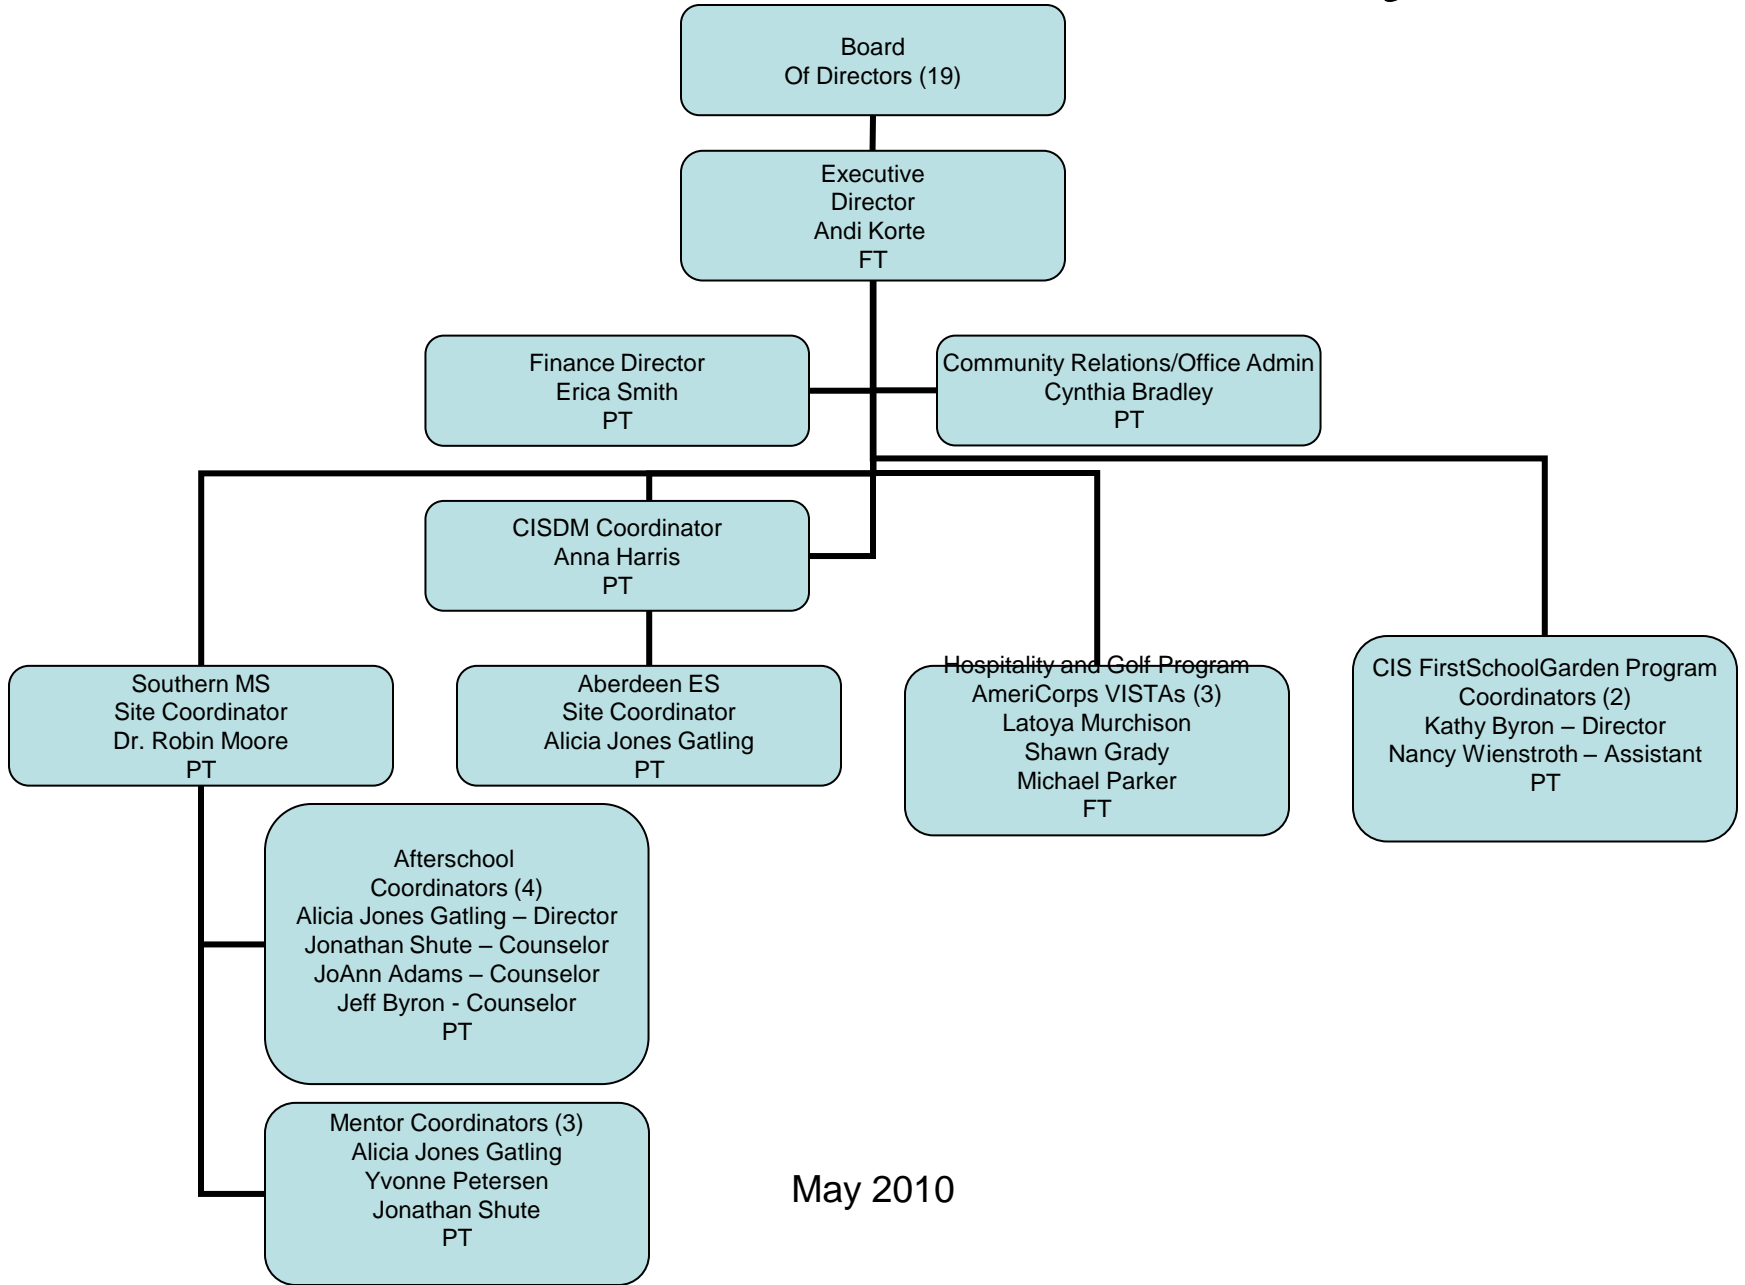 Board
Of Directors (19)
Executive
Director
Andi Korte
FT
Finance Director
Erica Smith
PT
Community Relations/Office Admin
Cynthia Bradley
PT
CISDM Coordinator
Anna Harris
PT
Southern MS
Site Coordinator
Dr. Robin Moore
PT
Aberdeen ES
Site Coordinator
Alicia Jones Gatling
PT
Hospitality and Golf Program
AmeriCorps VISTAs (3)
Latoya Murchison
Shawn Grady
Michael Parker
FT
CIS FirstSchoolGarden Program
Coordinators (2)
Kathy Byron – Director
Nancy Wienstroth – Assistant
PT
Afterschool
Coordinators (4)
Alicia Jones Gatling – Director
Jonathan Shute – Counselor
JoAnn Adams – Counselor
Jeff Byron - Counselor
PT
Mentor Coordinators (3)
Alicia Jones Gatling
Yvonne Petersen
Jonathan Shute
PT
May 2010